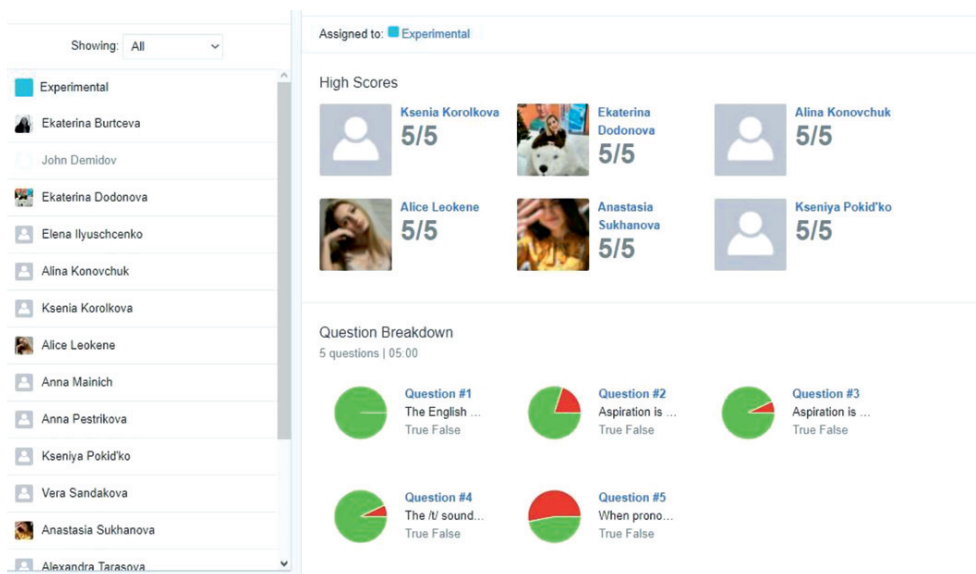 Showing: All
Experimental
Ekaterina Burtceva
John Demidov
Ekaterina Dodonova
Elena Ilyuschcenko
Alina Konovchuk
Ksenia Korolkova
Alice Leokene
Anna Mainich
Anna Pestrikova
Kseniya Pokid'ko
Vera Sandakova
Anastasia Sukhanova
Alexandra Tarasova
Assigned to: Experimental
High Scores
Ksenia Korolkova
5/5
Ekaterina
Dodonova
5/5
Alina Konovchuk
5/5
Alice Leokene
5/5
Anastasia
Sukhanova
5/5
Kseniya Pokid'ko
5/5
Question Breakdown
5 questions | 05:00
Question #1
The English ...
True False
Question #2
Aspiration is ...
True False
Question #3
Aspiration is ...
True False
Question #4
The /t/ sound...
True False
Question #5
When prono...
True False